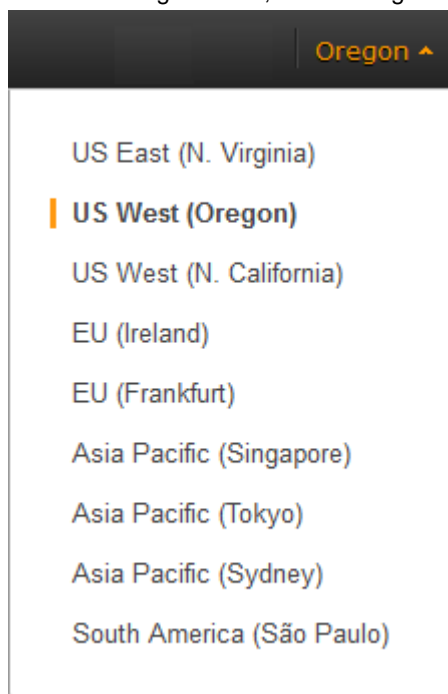 Oregon
US East (N. Virginia)
US West (Oregon)
US West (N. California)
EU (Ireland)
EU (Frankfurt)
Asia Pacific (Singapore)
Asia Pacific (Tokyo)
Asia Pacific (Sydney)
South America (São Paulo)